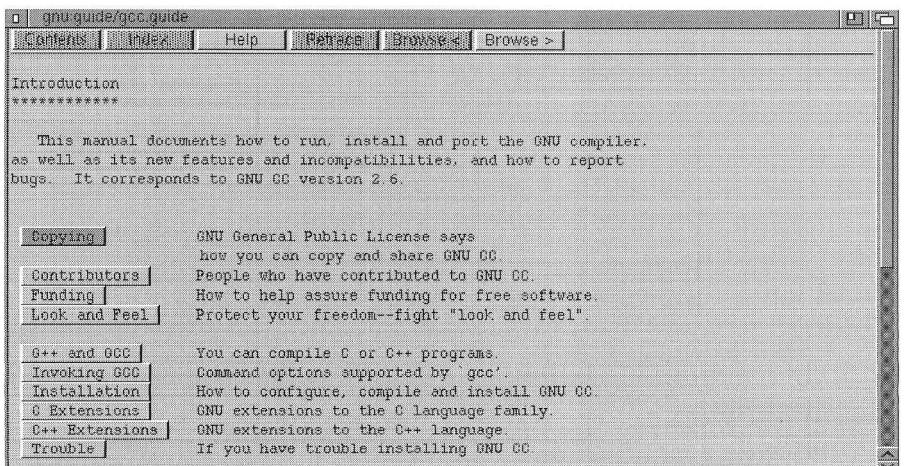 gnu:guide/gcc.guide
Contents Index Help Retrace Browse < Browse >
Introduction
************
This manual documents how to run, install and port the GNU compiler,
as well as its new features and incompatibilities, and how to report
bugs. It corresponds to GNU CC version 2.6.
Copying GNU General Public License says
how you can copy and share GNU CC.
Contributors People who have contributed to GNU CC.
Funding How to help assure funding for free software.
Look and Feel Protect your freedom--fight "look and feel".
G++ and GCC You can compile C or C++ programs.
Invoking GCC Command options supported by `gcc'.
Installation How to configure, compile and install GNU CC.
C Extensions GNU extensions to the C language family.
C++ Extensions GNU extensions to the C++ language.
Trouble If you have trouble installing GNU CC